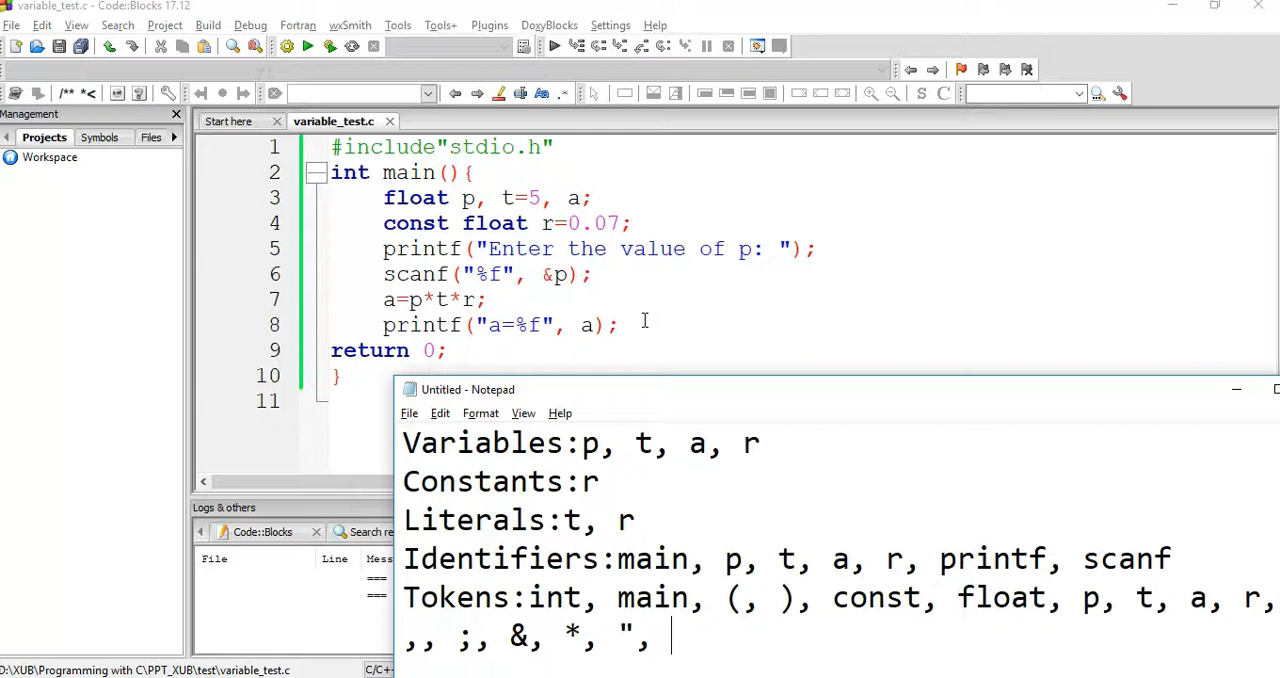 variable_test.c - Code::Blocks 17.12
File Edit View Search Project Build Debug Fortran wxSmith Tools Tools+ Plugins DoxyBlocks Settings Help
/** *<
Aa .* S C
Management
Start here variable_test.c
Projects Symbols Files
Workspace
1 #include"stdio.h"
2 int main(){
3 float p, t=5, a;
4 const float r=0.07;
5 printf("Enter the value of p: ");
6 scanf("%f", &p);
7 a=p*t*r;
8 printf("a=%f", a);
9 return 0;
10 }
11
Logs & others
Code::Blocks Search re
File Line Mess
===
===
Untitled - Notepad
File Edit Format View Help
Variables:p, t, a, r
Constants:r
Literals:t, r
Identifiers:main, p, t, a, r, printf, scanf
Tokens:int, main, (, ), const, float, p, t, a, r,
,, ;, &, *, ",
D:\XUB\Programming with C\PPT_XUB\test\variable_test.c C/C+